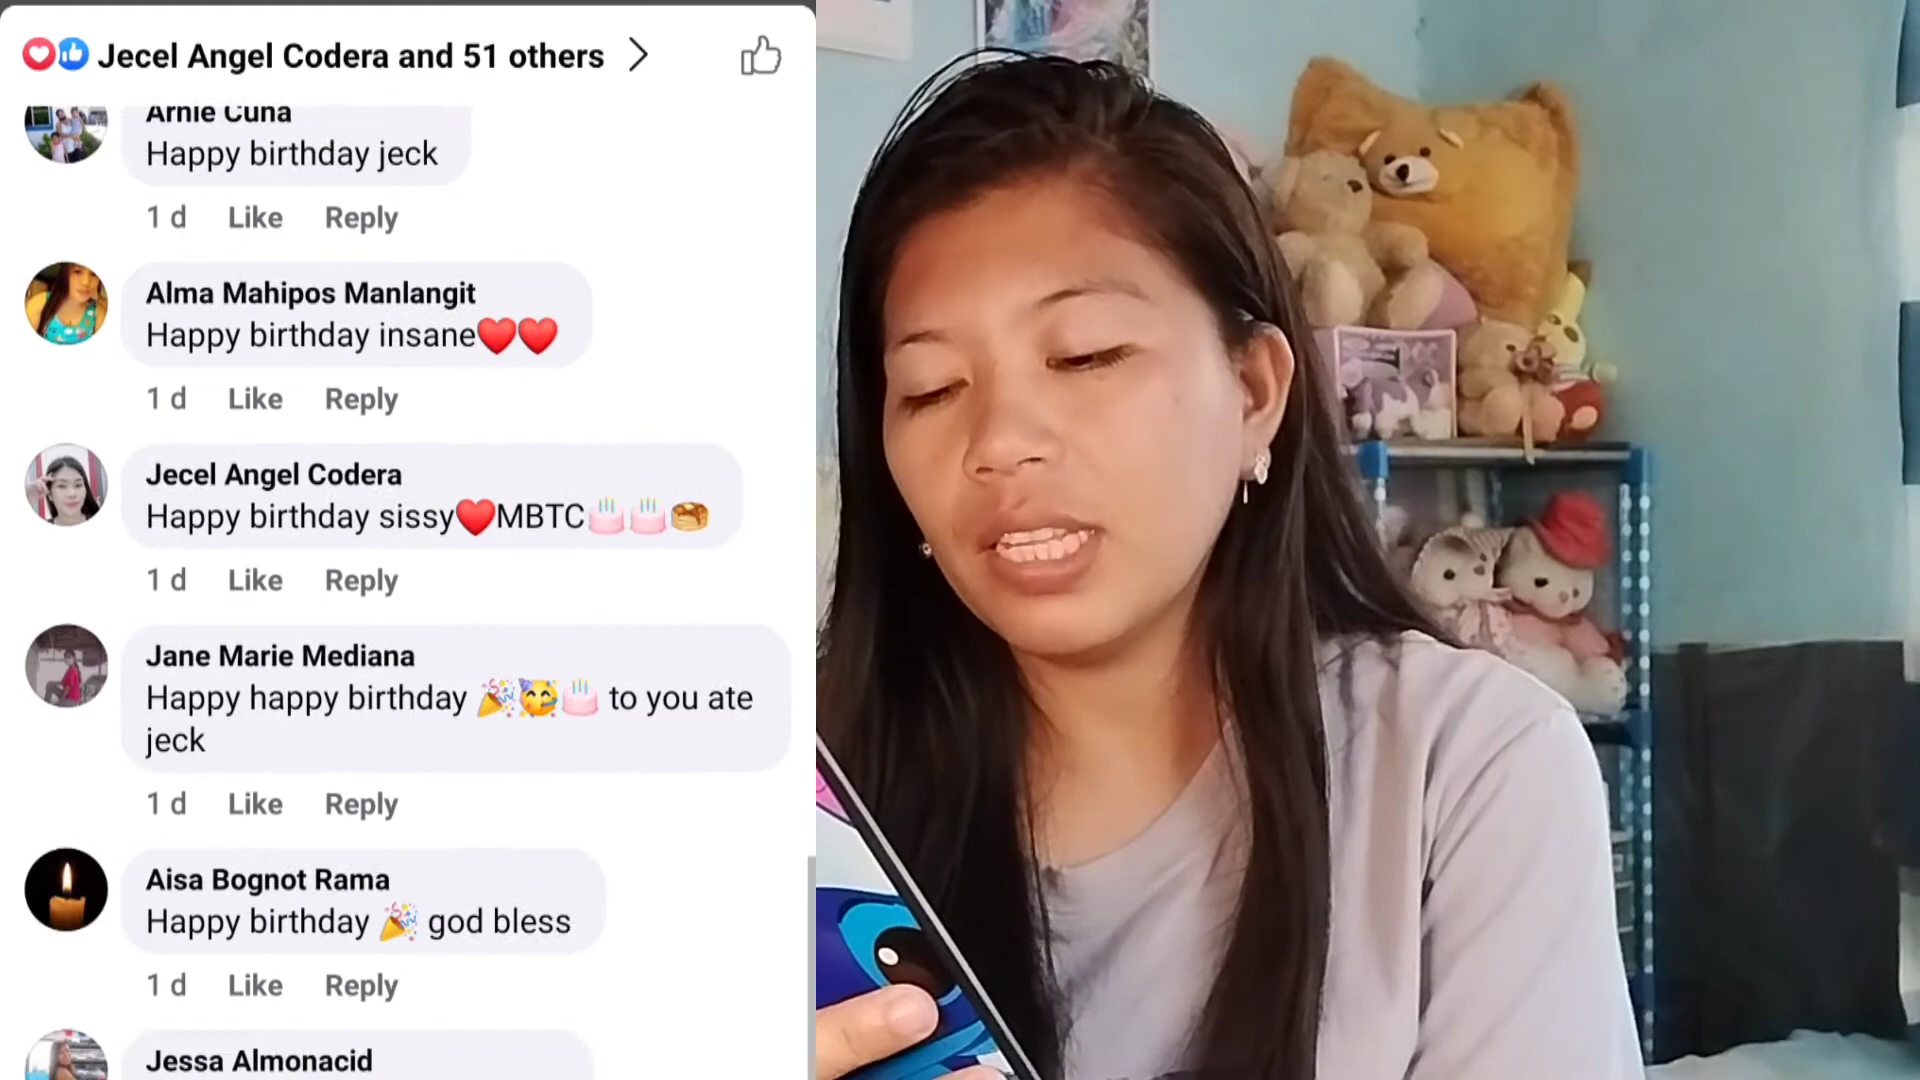 Jecel Angel Codera and 51 others
Arnie Cuna
Happy birthday jeck
1 d Like Reply
Alma Mahipos Manlangit
Happy birthday insane❤️❤️
1 d Like Reply
Jecel Angel Codera
Happy birthday sissy❤️MBTC🎂🎂🥞
1 d Like Reply
Jane Marie Mediana
Happy happy birthday 🎉🥳🎂 to you ate
jeck
1 d Like Reply
Aisa Bognot Rama
Happy birthday 🎉 god bless
1 d Like Reply
Jessa Almonacid